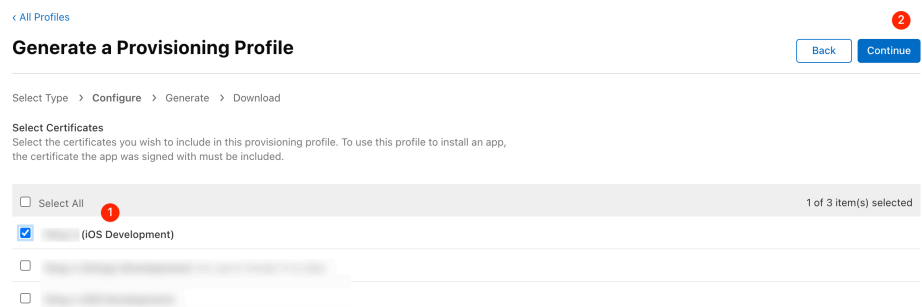 ‹ All Profiles
2
Generate a Provisioning Profile
Back
Continue
Select Type > Configure > Generate > Download
Select Certificates
Select the certificates you wish to include in this provisioning profile. To use this profile to install an app,
the certificate the app was signed with must be included.
Select All
1
1 of 3 item(s) selected
(iOS Development)